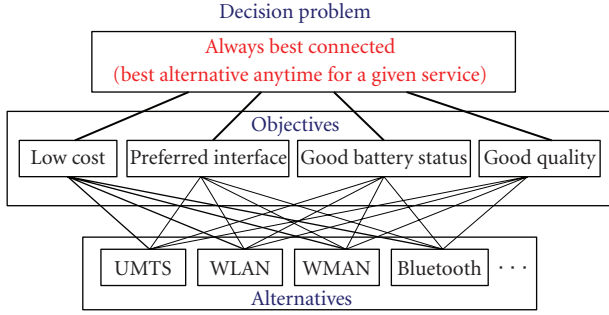 Decision problem
Always best connected
(best alternative anytime for a given service)
Objectives
Low cost Preferred interface Good battery status Good quality
UMTS WLAN WMAN Bluetooth · · ·
Alternatives